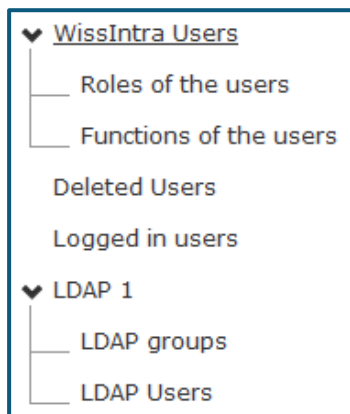 WissIntra Users
Roles of the users
Functions of the users
Deleted Users
Logged in users
LDAP 1
LDAP groups
LDAP Users